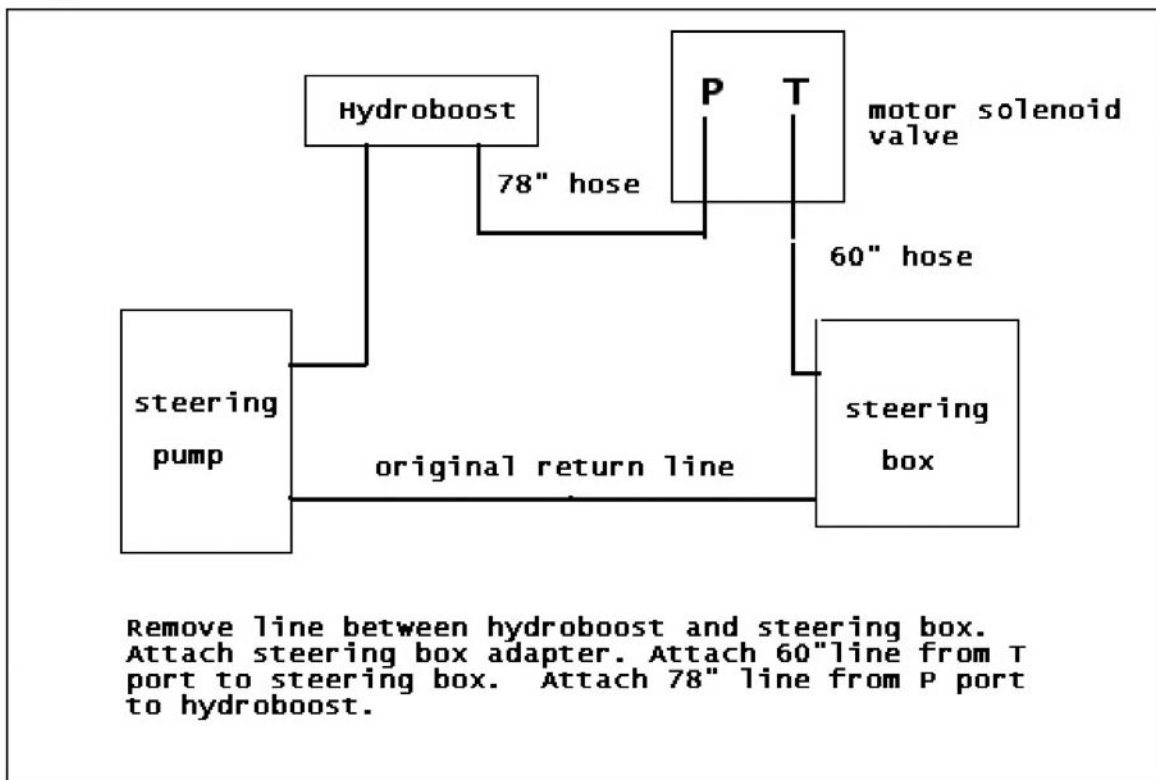 Hydroboost
P T
motor solenoid
valve
78" hose
60" hose
steering
pump
original return line
steering
box
Remove line between hydroboost and steering box.
Attach steering box adapter. Attach 60"line from T
port to steering box.  Attach 78" line from P port
to hydroboost.